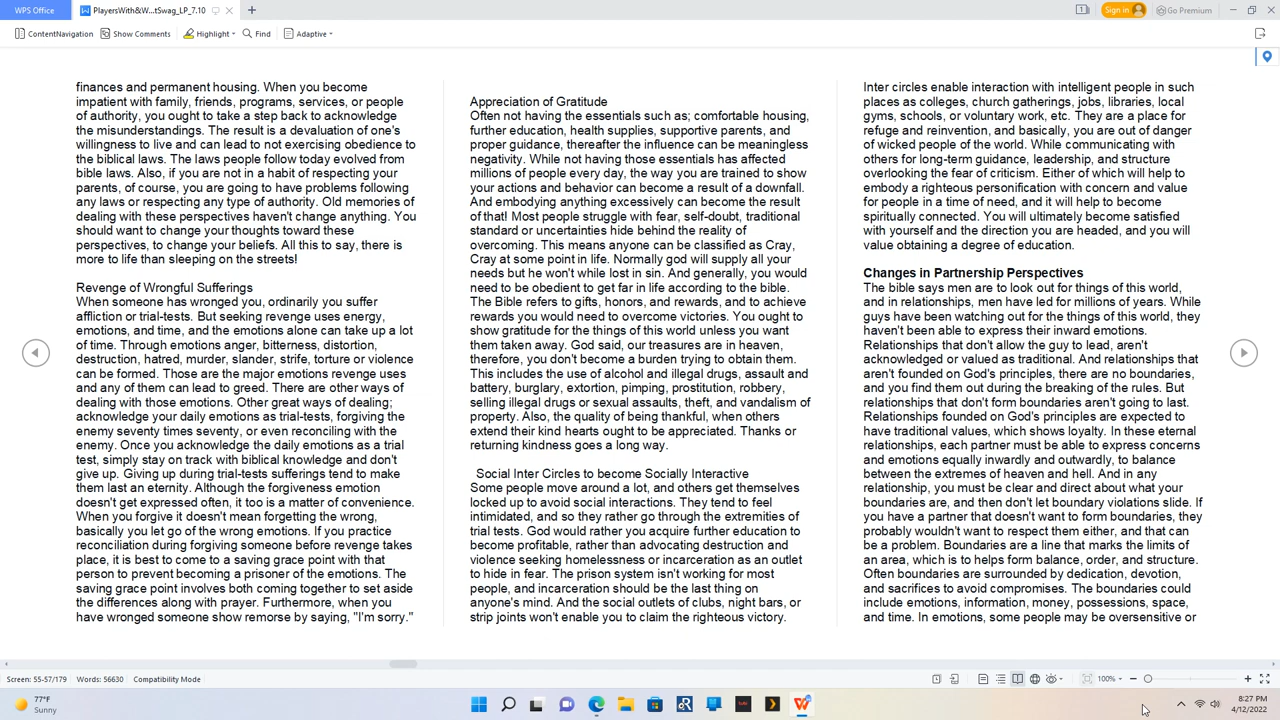 WPS Office
PlayersWith&W...tSwag_LP_7.10
Sign in
Go Premium
ContentNavigation
Show Comments
Highlight
Find
Adaptive
finances and permanent housing. When you become
impatient with family, friends, programs, services, or people
of authority, you ought to take a step back to acknowledge
the misunderstandings. The result is a devaluation of one's
willingness to live and can lead to not exercising obedience to
the biblical laws. The laws people follow today evolved from
bible laws. Also, if you are not in a habit of respecting your
parents, of course, you are going to have problems following
any laws or respecting any type of authority. Old memories of
dealing with these perspectives haven't change anything. You
should want to change your thoughts toward these
perspectives, to change your beliefs. All this to say, there is
more to life than sleeping on the streets!
Revenge of Wrongful Sufferings
When someone has wronged you, ordinarily you suffer
affliction or trial-tests. But seeking revenge uses energy,
emotions, and time, and the emotions alone can take up a lot
of time. Through emotions anger, bitterness, distortion,
destruction, hatred, murder, slander, strife, torture or violence
can be formed. Those are the major emotions revenge uses
and any of them can lead to greed. There are other ways of
dealing with those emotions. Other great ways of dealing;
acknowledge your daily emotions as trial-tests, forgiving the
enemy seventy times seventy, or even reconciling with the
enemy. Once you acknowledge the daily emotions as a trial
test, simply stay on track with biblical knowledge and don't
give up. Giving up during trial-tests sufferings tend to make
them last an eternity. Although the forgiveness emotion
doesn't get expressed often, it too is a matter of convenience.
When you forgive it doesn't mean forgetting the wrong,
basically you let go of the wrong emotions. If you practice
reconciliation during forgiving someone before revenge takes
place, it is best to come to a saving grace point with that
person to prevent becoming a prisoner of the emotions. The
saving grace point involves both coming together to set aside
the differences along with prayer. Furthermore, when you
have wronged someone show remorse by saying, "I'm sorry."
Appreciation of Gratitude
Often not having the essentials such as; comfortable housing,
further education, health supplies, supportive parents, and
proper guidance, thereafter the influence can be meaningless
negativity. While not having those essentials has affected
millions of people every day, the way you are trained to show
your actions and behavior can become a result of a downfall.
And embodying anything excessively can become the result
of that! Most people struggle with fear, self-doubt, traditional
standard or uncertainties hide behind the reality of
overcoming. This means anyone can be classified as Cray,
Cray at some point in life. Normally god will supply all your
needs but he won't while lost in sin. And generally, you would
need to be obedient to get far in life according to the bible.
The Bible refers to gifts, honors, and rewards, and to achieve
rewards you would need to overcome victories. You ought to
show gratitude for the things of this world unless you want
them taken away. God said, our treasures are in heaven,
therefore, you don't become a burden trying to obtain them.
This includes the use of alcohol and illegal drugs, assault and
battery, burglary, extortion, pimping, prostitution, robbery,
selling illegal drugs or sexual assaults, theft, and vandalism of
property. Also, the quality of being thankful, when others
extend their kind hearts ought to be appreciated. Thanks or
returning kindness goes a long way.
Social Inter Circles to become Socially Interactive
Some people move around a lot, and others get themselves
locked up to avoid social interactions. They tend to feel
intimidated, and so they rather go through the extremities of
trial tests. God would rather you acquire further education to
become profitable, rather than advocating destruction and
violence seeking homelessness or incarceration as an outlet
to hide in fear. The prison system isn't working for most
people, and incarceration should be the last thing on
anyone's mind. And the social outlets of clubs, night bars, or
strip joints won't enable you to claim the righteous victory.
Inter circles enable interaction with intelligent people in such
places as colleges, church gatherings, jobs, libraries, local
gyms, schools, or voluntary work, etc. They are a place for
refuge and reinvention, and basically, you are out of danger
of wicked people of the world. While communicating with
others for long-term guidance, leadership, and structure
overlooking the fear of criticism. Either of which will help to
embody a righteous personification with concern and value
for people in a time of need, and it will help to become
spiritually connected. You will ultimately become satisfied
with yourself and the direction you are headed, and you will
value obtaining a degree of education.
Changes in Partnership Perspectives
The bible says men are to look out for things of this world,
and in relationships, men have led for millions of years. While
guys have been watching out for the things of this world, they
haven't been able to express their inward emotions.
Relationships that don't allow the guy to lead, aren't
acknowledged or valued as traditional. And relationships that
aren't founded on God's principles, there are no boundaries,
and you find them out during the breaking of the rules. But
relationships that don't form boundaries aren't going to last.
Relationships founded on God's principles are expected to
have traditional values, which shows loyalty. In these eternal
relationships, each partner must be able to express concerns
and emotions equally inwardly and outwardly, to balance
between the extremes of heaven and hell. And in any
relationship, you must be clear and direct about what your
boundaries are, and then don't let boundary violations slide. If
you have a partner that doesn't want to form boundaries, they
probably wouldn't want to respect them either, and that can
be a problem. Boundaries are a line that marks the limits of
an area, which is to helps form balance, order, and structure.
Often boundaries are surrounded by dedication, devotion,
and sacrifices to avoid compromises. The boundaries could
include emotions, information, money, possessions, space,
and time. In emotions, some people may be oversensitive or
Screen: 55-57/179 Words: 56630 Compatibility Mode
100%
77°F
Sunny
5:27 PM
4/12/2022